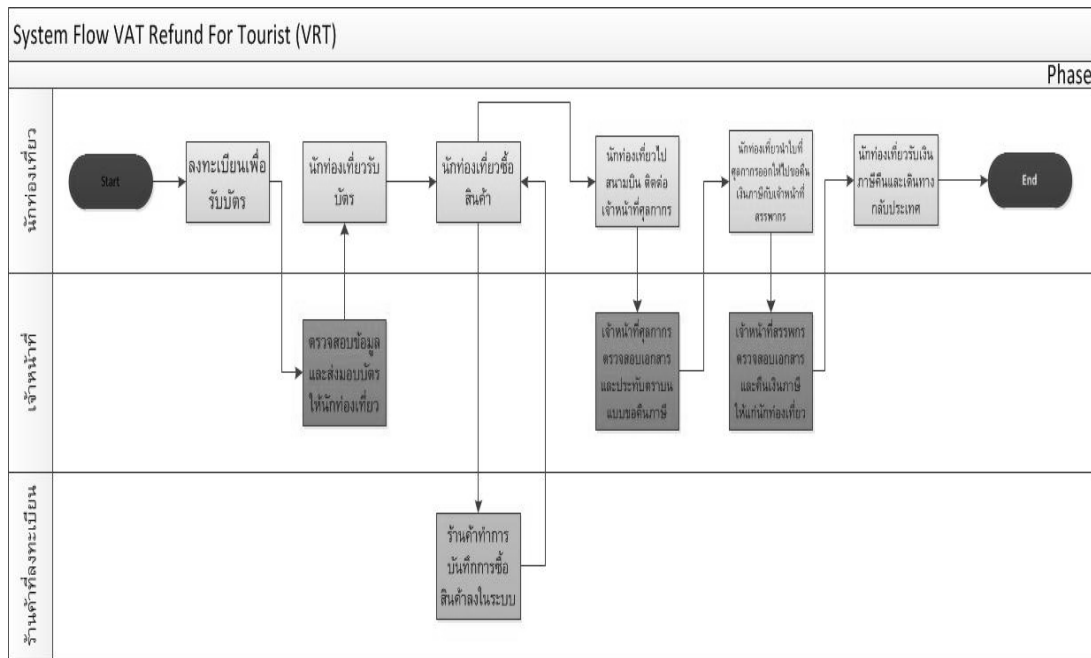 System Flow VAT Refund For Tourist (VRT)
Phase
นักท่องเที่ยว
Start
ลงทะเบียนเพื่อ
รับบัตร
นักท่องเที่ยวรับ
บัตร
นักท่องเที่ยวซื้อ
สินค้า
นักท่องเที่ยวไป
สนามบิน ติดต่อ
เจ้าหน้าที่ศุลกากร
นักท่องเที่ยวนำใบที่
ศุลกากรออกให้ไปขอคืน
เงินภาษีกับเจ้าหน้าที่
สรรพากร
นักท่องเที่ยวรับเงิน
ภาษีคืนและเดินทาง
กลับประเทศ
End
เจ้าหน้าที่
ตรวจสอบข้อมูล
และส่งมอบบัตร
ให้นักท่องเที่ยว
เจ้าหน้าที่ศุลกากร
ตรวจสอบเอกสาร
และประทับตราบน
แบบขอคืนภาษี
เจ้าหน้าที่สรรพกร
ตรวจสอบเอกสาร
และคืนเงินภาษี
ให้แก่นักท่องเที่ยว
ร้านค้าที่ลงทะเบียน
ร้านค้าทำการ
บันทึกการซื้อ
สินค้าลงในระบบ